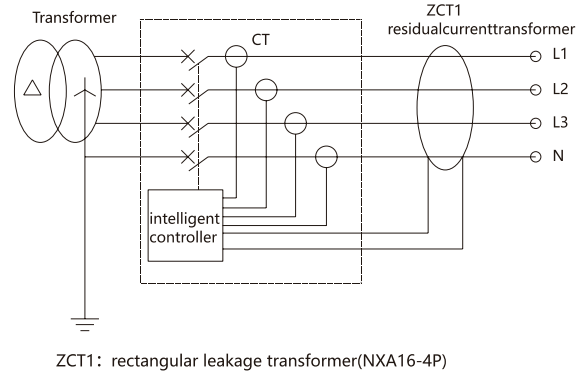 Transformer
ZCT1
residualcurrenttransformer
CT
L1
L2
L3
N
intelligent
controller
ZCT1：rectangular leakage transformer(NXA16-4P)